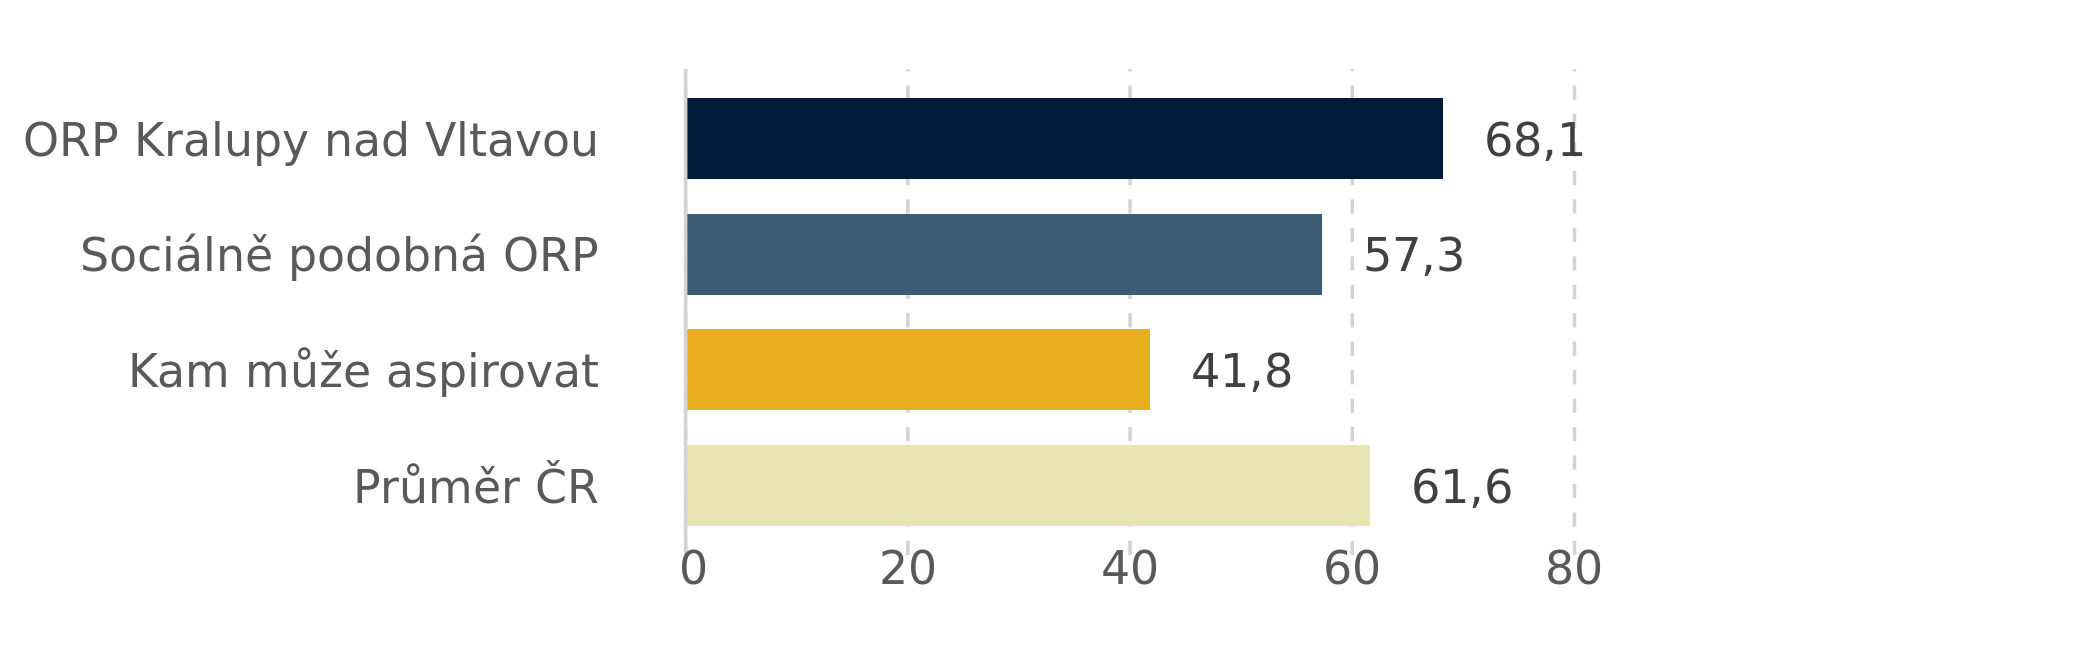 ORP Kralupy nad Vltavou 68,1
Sociálně podobná ORP 57,3
Kam může aspirovat 41,8
Průměr ČR 61,6
0 20 40 60 80